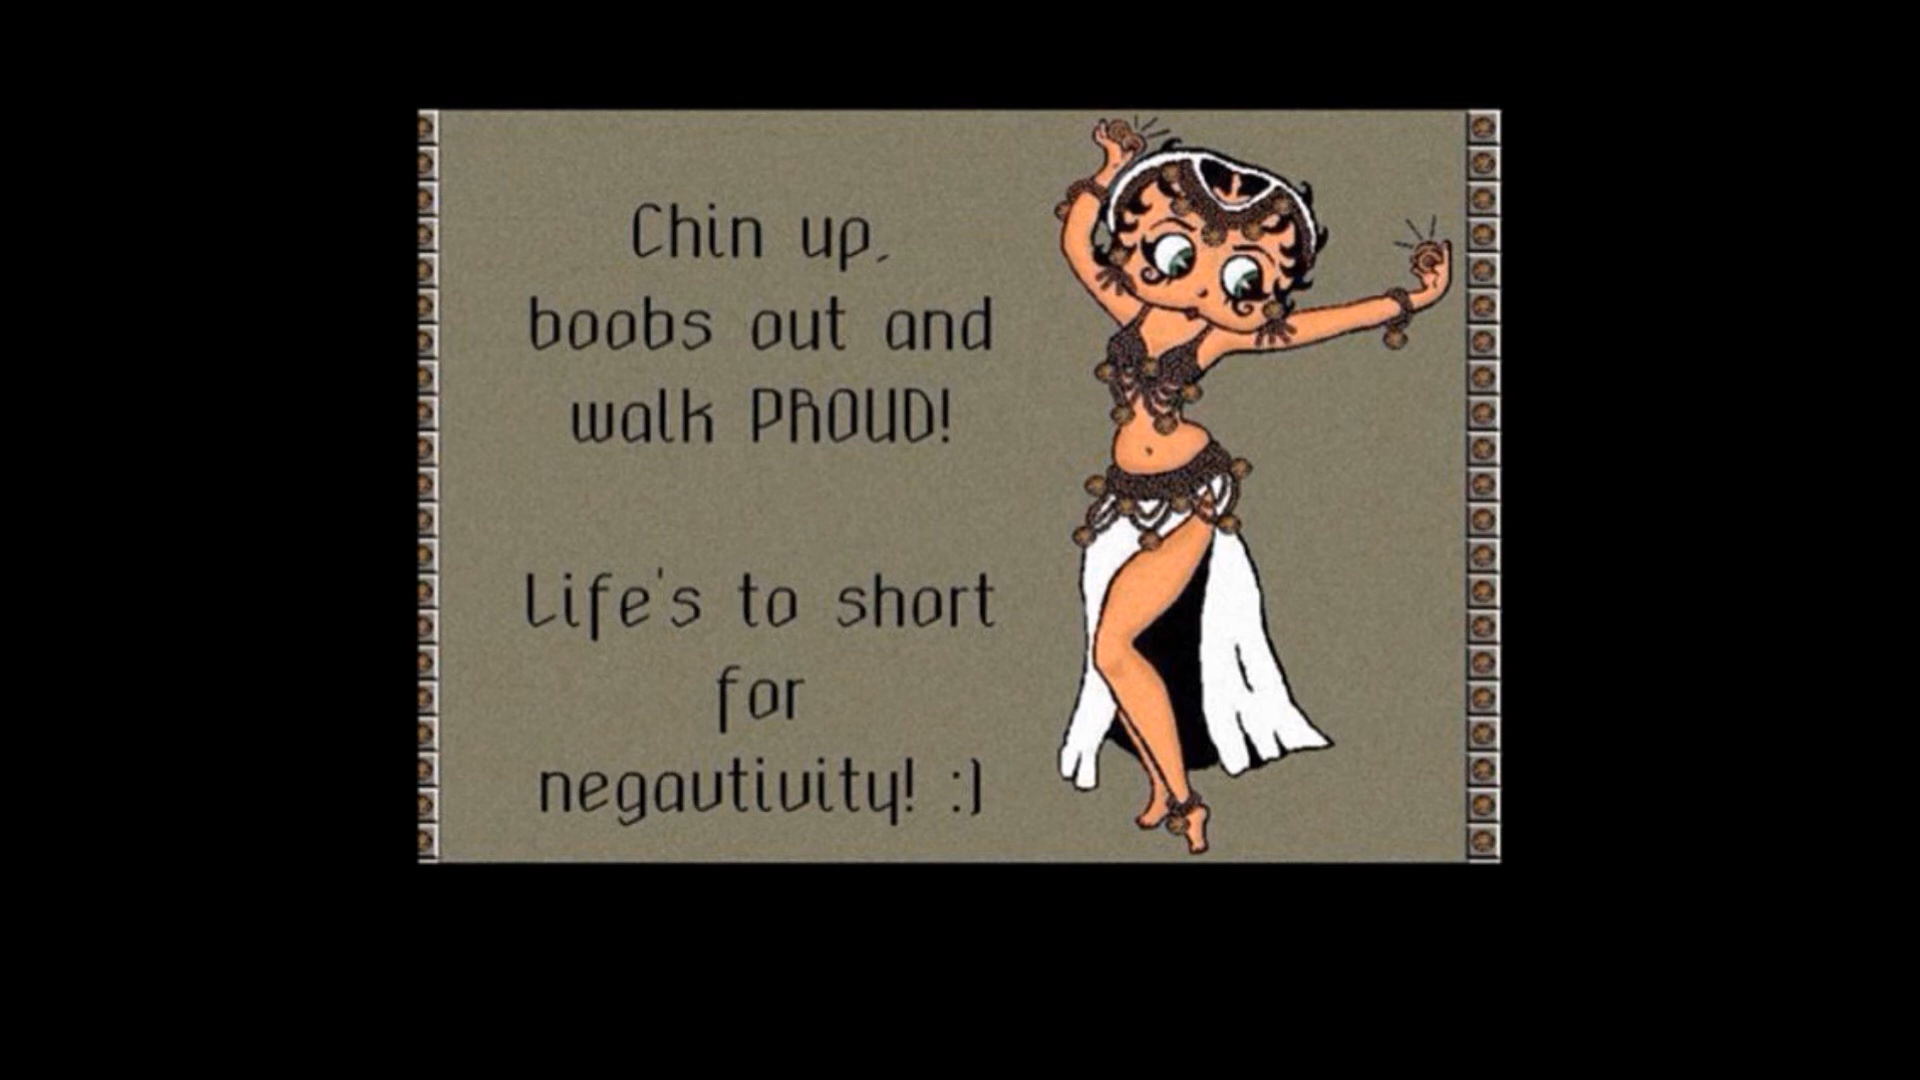 Chin up,
boobs out and
walk PROUD!
Life's to short
for
negautivity! :)